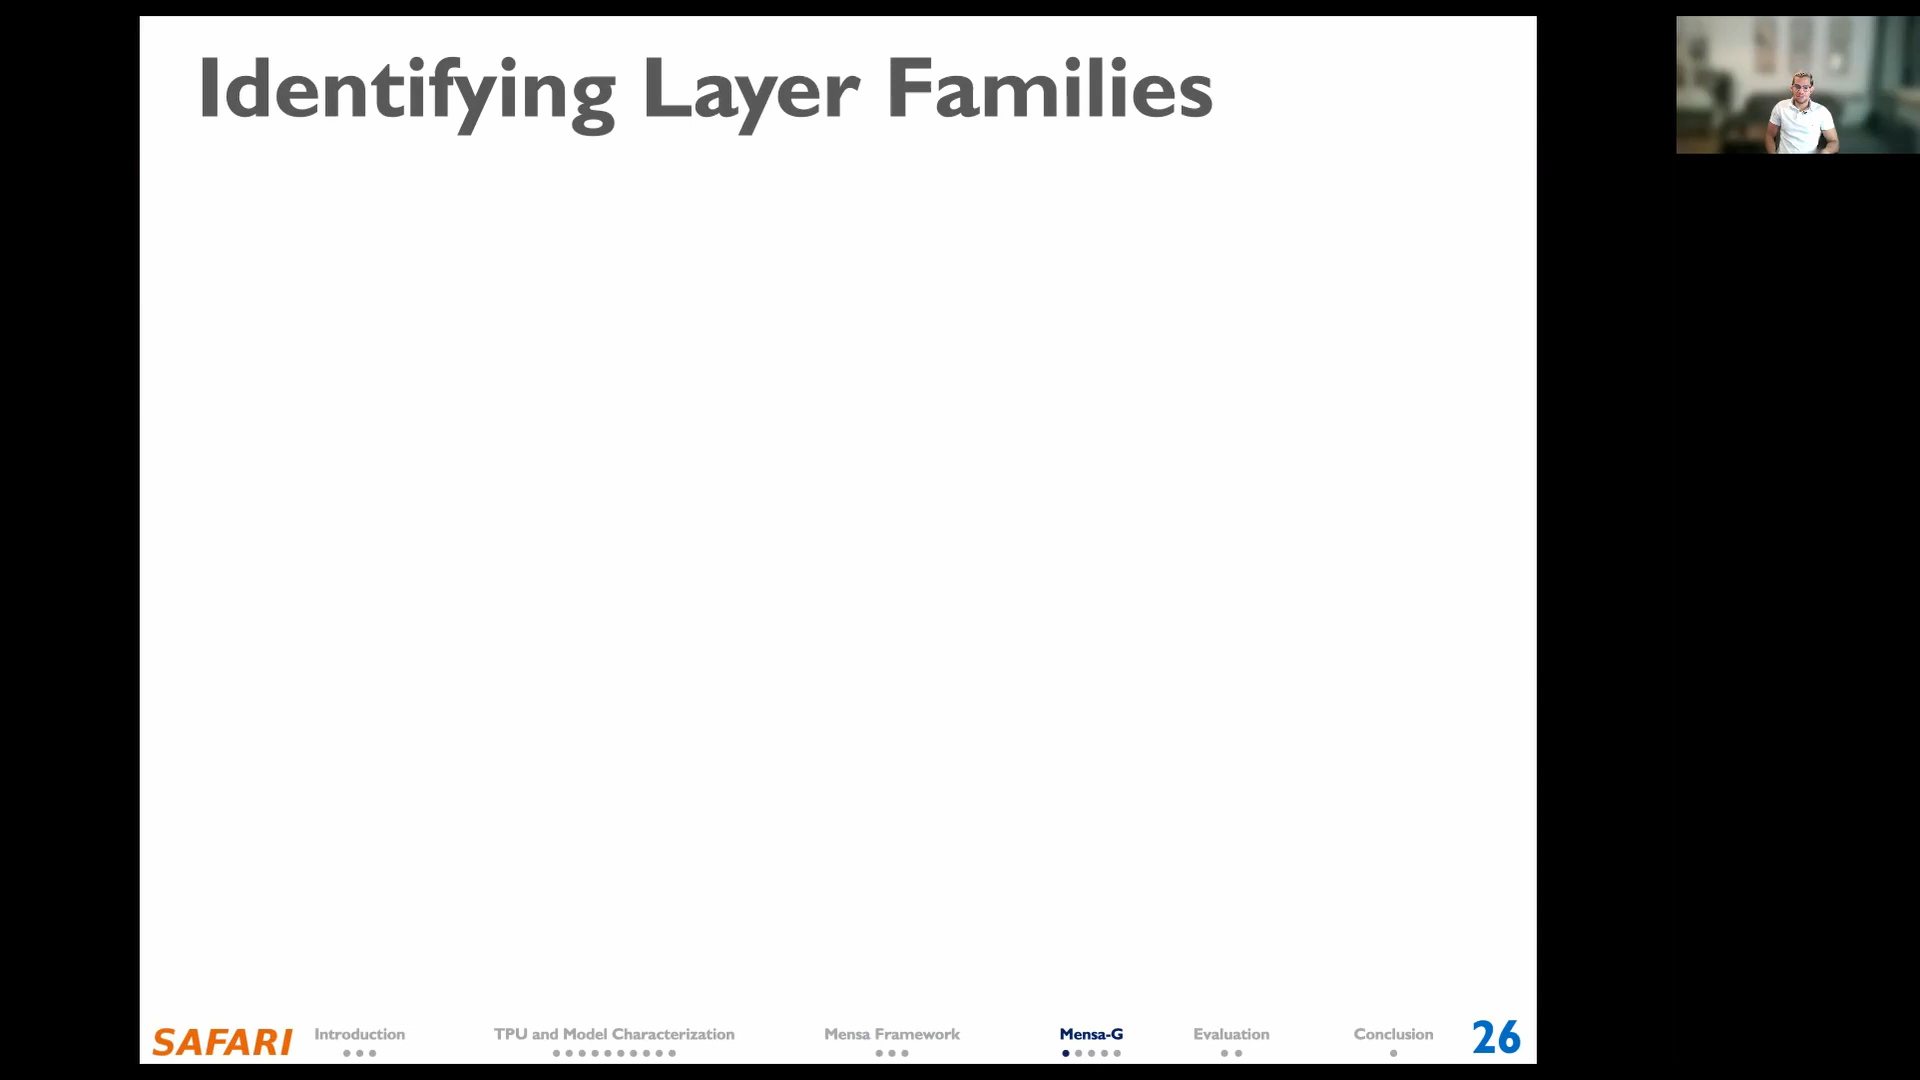 Identifying Layer Families
SAFARI
Introduction
TPU and Model Characterization
Mensa Framework
Mensa-G
Evaluation
Conclusion
26